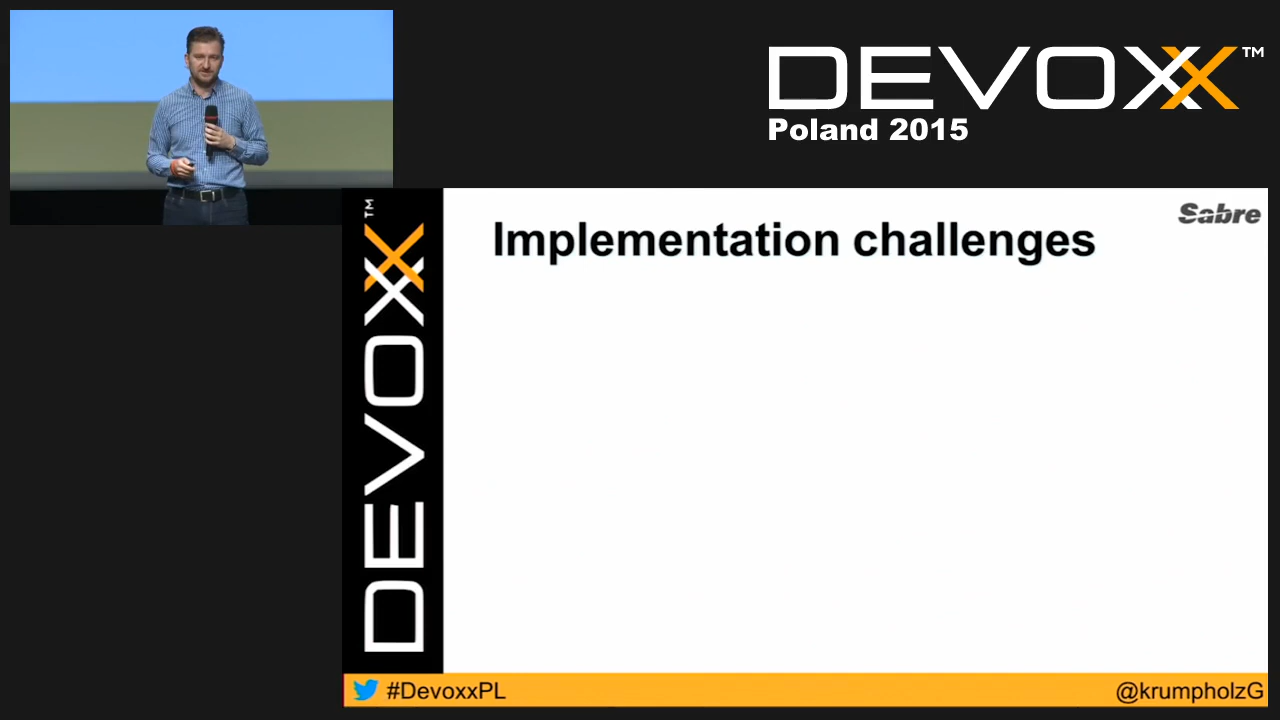 DEVOXX™
Poland 2015
Sabre
Implementation challenges
DEVOXX™
#DevoxxPL
@krumpholzG